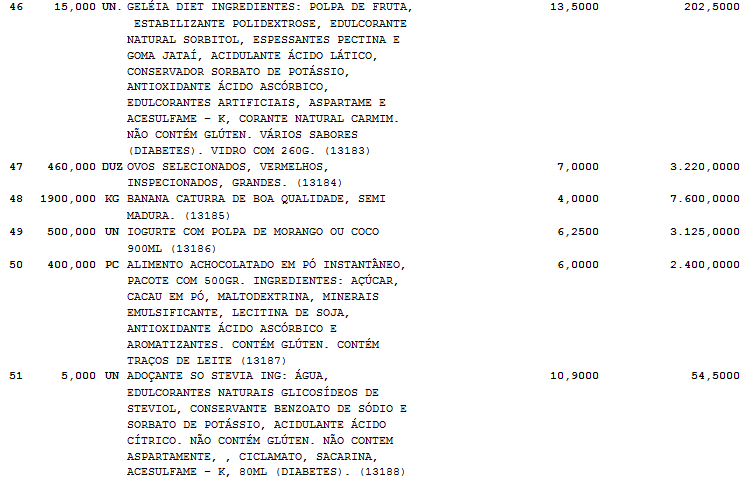 46 15,000 UN. GELÉIA DIET INGREDIENTES: POLPA DE FRUTA, 13,5000 202,5000
ESTABILIZANTE POLIDEXTROSE, EDULCORANTE
NATURAL SORBITOL, ESPESSANTES PECTINA E
GOMA JATAÍ, ACIDULANTE ÁCIDO LÁTICO,
CONSERVADOR SORBATO DE POTÁSSIO,
ANTIOXIDANTE ÁCIDO ASCÓRBICO,
EDULCORANTES ARTIFICIAIS, ASPARTAME E
ACESULFAME - K, CORANTE NATURAL CARMIM.
NÃO CONTÉM GLÚTEN. VÁRIOS SABORES
(DIABETES). VIDRO COM 260G. (13183)
47 460,000 DUZ OVOS SELECIONADOS, VERMELHOS, 7,0000 3.220,0000
INSPECIONADOS, GRANDES. (13184)
48 1900,000 KG BANANA CATURRA DE BOA QUALIDADE, SEMI 4,0000 7.600,0000
MADURA. (13185)
49 500,000 UN IOGURTE COM POLPA DE MORANGO OU COCO 6,2500 3.125,0000
900ML (13186)
50 400,000 PC ALIMENTO ACHOCOLATADO EM PÓ INSTANTÂNEO, 6,0000 2.400,0000
PACOTE COM 500GR. INGREDIENTES: AÇÚCAR,
CACAU EM PÓ, MALTODEXTRINA, MINERAIS
EMULSIFICANTE, LECITINA DE SOJA,
ANTIOXIDANTE ÁCIDO ASCÓRBICO E
AROMATIZANTES. CONTÉM GLÚTEN. CONTÉM
TRAÇOS DE LEITE (13187)
51 5,000 UN ADOÇANTE SO STEVIA ING: ÁGUA, 10,9000 54,5000
EDULCORANTES NATURAIS GLICOSÍDEOS DE
STEVIOL, CONSERVANTE BENZOATO DE SÓDIO E
SORBATO DE POTÁSSIO, ACIDULANTE ÁCIDO
CÍTRICO. NÃO CONTÉM GLÚTEN. NÃO CONTEM
ASPARTAMENTE, , CICLAMATO, SACARINA,
ACESULFAME - K, 80ML (DIABETES). (13188)